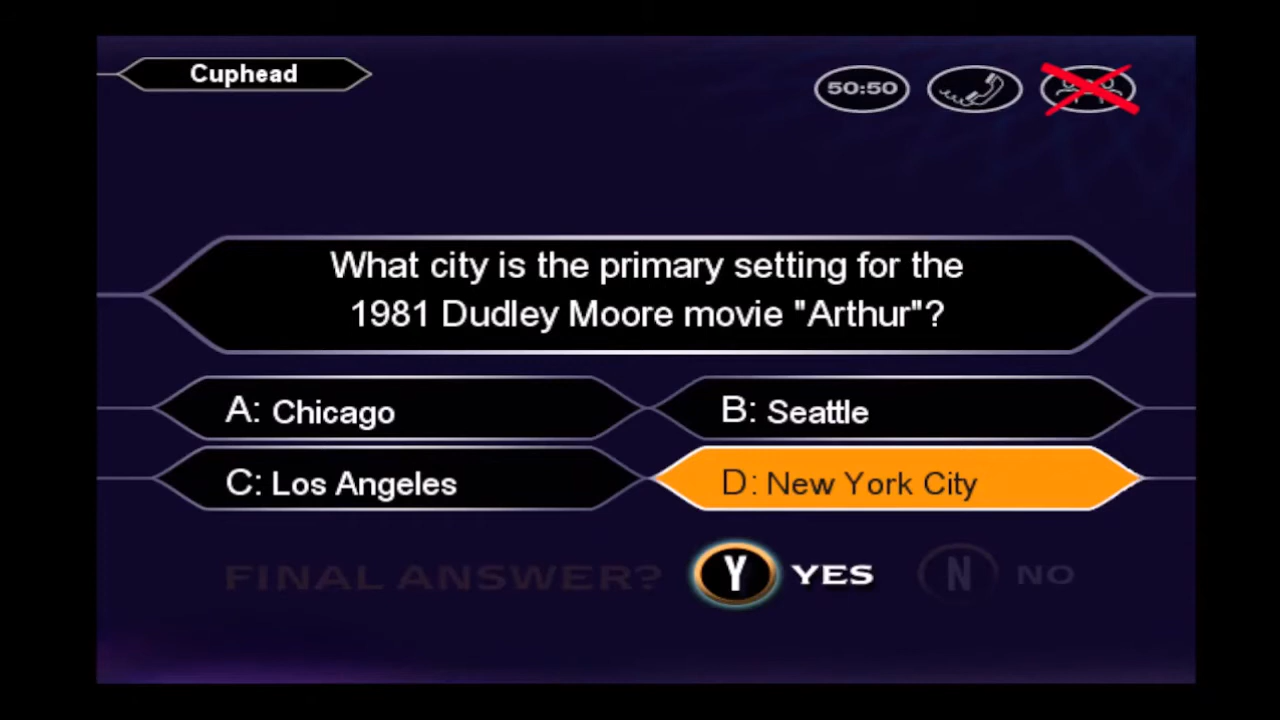 Cuphead
50:50
What city is the primary setting for the
1981 Dudley Moore movie "Arthur"?
A: Chicago
B: Seattle
C: Los Angeles
D: New York City
FINAL ANSWER? Y YES N NO